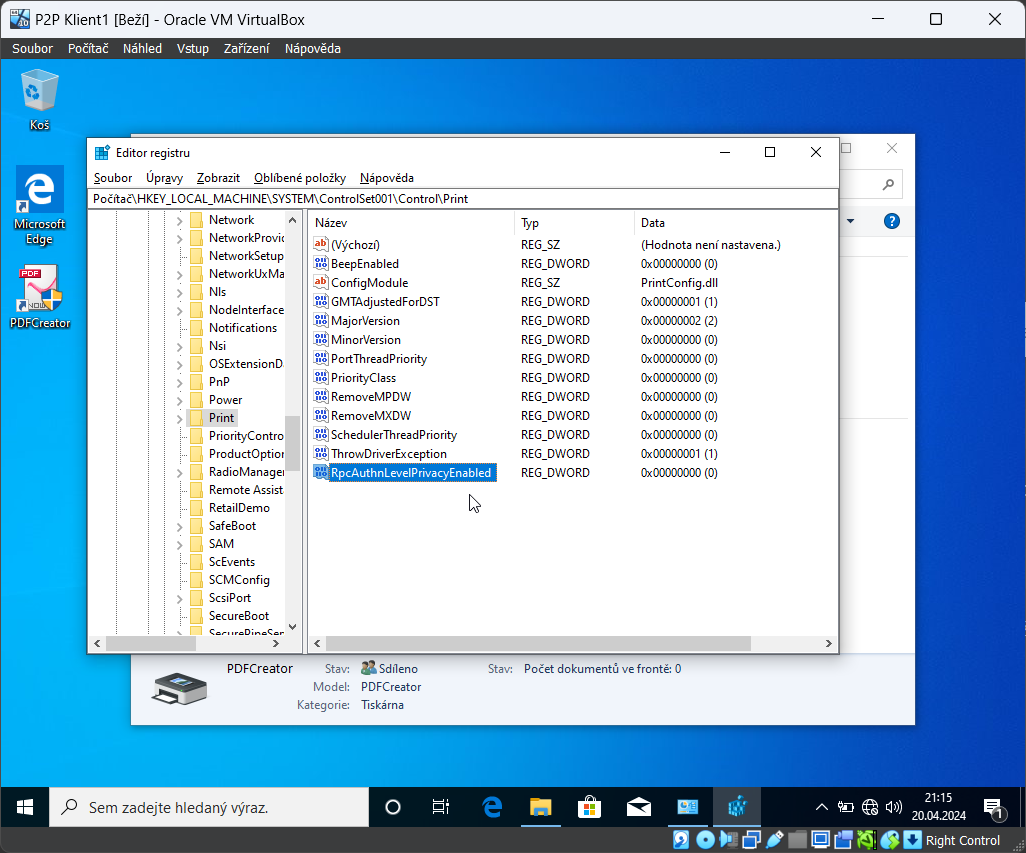 P2P Klient1 [Beží] - Oracle VM VirtualBox
Soubor Počítač Náhled Vstup Zařízení Nápověda
Koš
Microsoft
Edge
PDF
NOW
PDFCreator
Editor registru
Soubor Úpravy Zobrazit Oblíbené položky Nápověda
Počítač\HKEY_LOCAL_MACHINE\SYSTEM\ControlSet001\Control\Print
Network
NetworkProvic
NetworkSetup
NetworkUxMa
Nls
NodeInterface
Notifications
Nsi
OSExtensionDa
PnP
Power
Print
PriorityContro
ProductOption
RadioManager
Remote Assist
RetailDemo
SafeBoot
SAM
ScEvents
SCMConfig
ScsiPort
SecureBoot
SecurePipeSer
Název Typ Data
(Výchozí) REG_SZ (Hodnota není nastavena.)
BeepEnabled REG_DWORD 0x00000000 (0)
ConfigModule REG_SZ PrintConfig.dll
GMTAdjustedForDST REG_DWORD 0x00000001 (1)
MajorVersion REG_DWORD 0x00000002 (2)
MinorVersion REG_DWORD 0x00000000 (0)
PortThreadPriority REG_DWORD 0x00000000 (0)
PriorityClass REG_DWORD 0x00000000 (0)
RemoveMPDW REG_DWORD 0x00000000 (0)
RemoveMXDW REG_DWORD 0x00000000 (0)
SchedulerThreadPriority REG_DWORD 0x00000000 (0)
ThrowDriverException REG_DWORD 0x00000001 (1)
RpcAuthnLevelPrivacyEnabled REG_DWORD 0x00000000 (0)
PDFCreator Stav: Sdíleno Stav: Počet dokumentů ve frontě: 0
Model: PDFCreator
Kategorie: Tiskárna
Sem zadejte hledaný výraz.
21:15
20.04.2024
1
Right Control